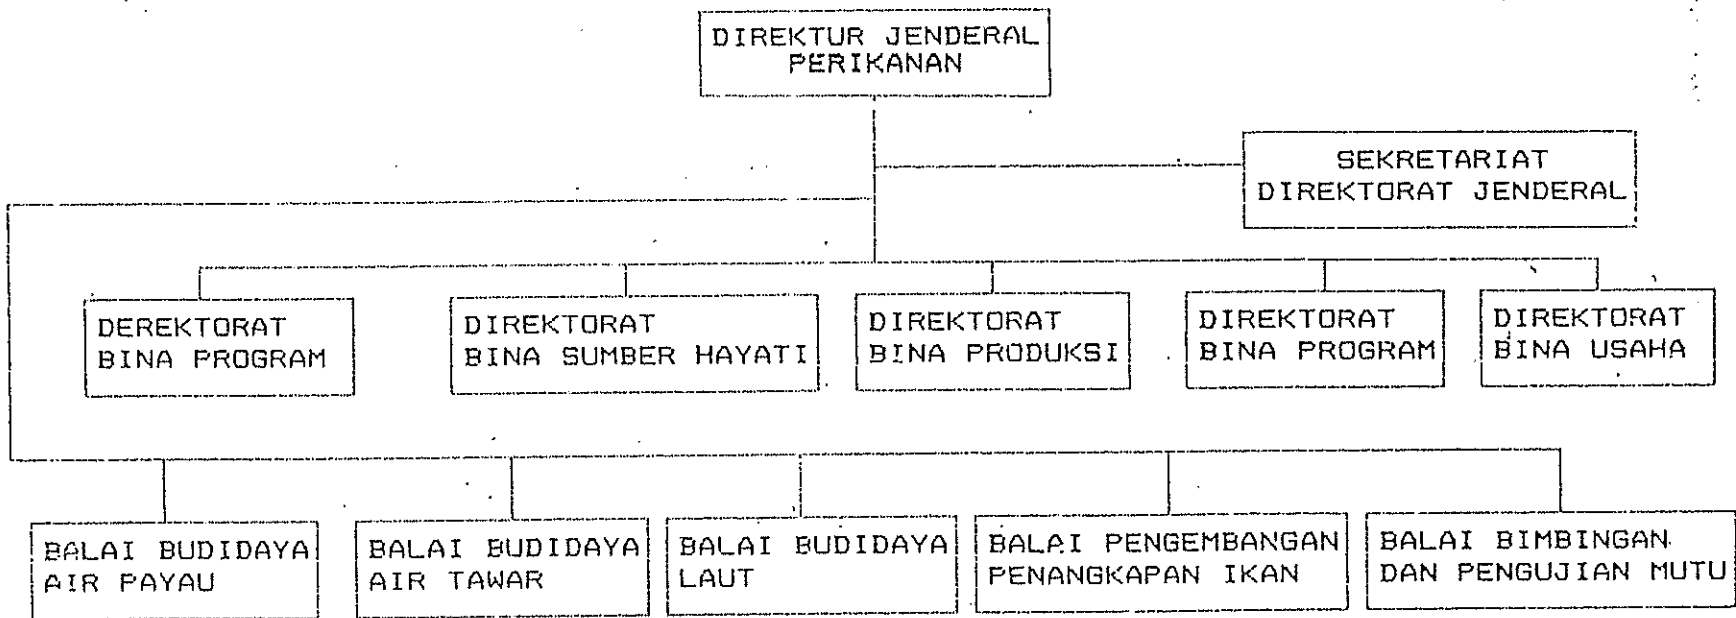 DIREKTUR JENDERAL
PERIKANAN
SEKRETARIAT
DIREKTORAT JENDERAL
DEREKTORAT
BINA PROGRAM
DIREKTORAT
BINA SUMBER HAYATI
DIREKTORAT
BINA PRODUKSI
DIREKTORAT
BINA PROGRAM
DIREKTORAT
BINA USAHA
BALAI BUDIDAYA
AIR PAYAU
BALAI BUDIDAYA
AIR TAWAR
BALAI BUDIDAYA
LAUT
BALAI PENGEMBANGAN
PENANGKAPAN IKAN
BALAI BIMBINGAN
DAN PENGUJIAN MUTU